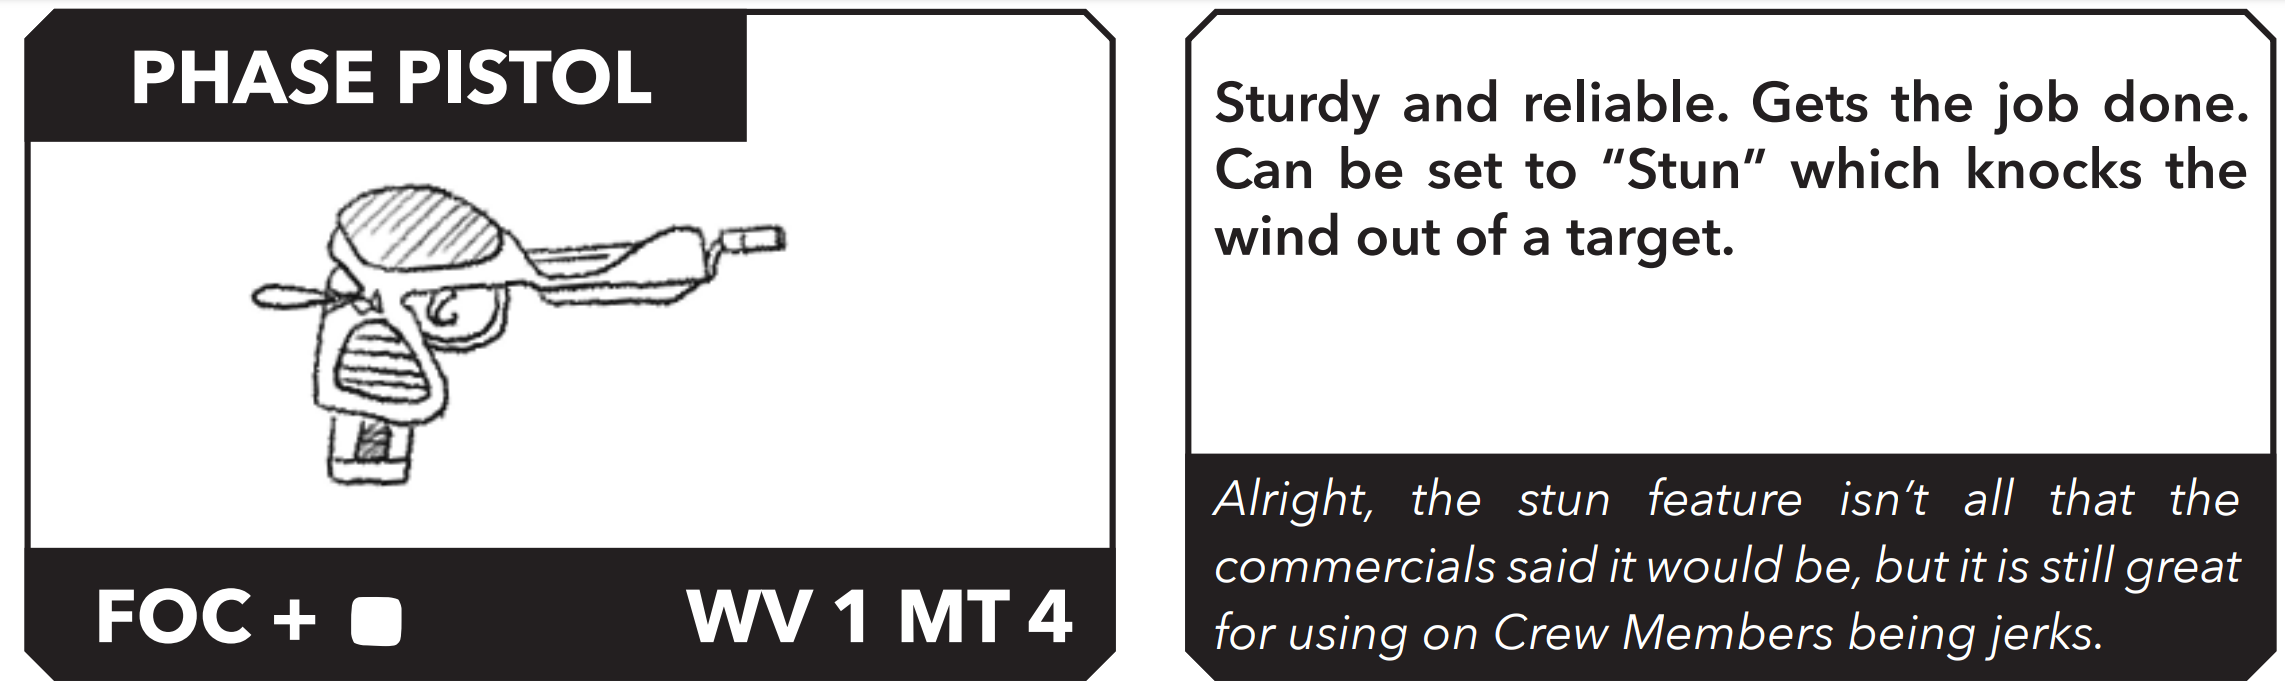 PHASE PISTOL
FOC +
WV 1 MT 4
Sturdy and reliable. Gets the job done.
Can be set to “Stun” which knocks the
wind out of a target.
Alright, the stun feature isn’t all that the
commercials said it would be, but it is still great
for using on Crew Members being jerks.